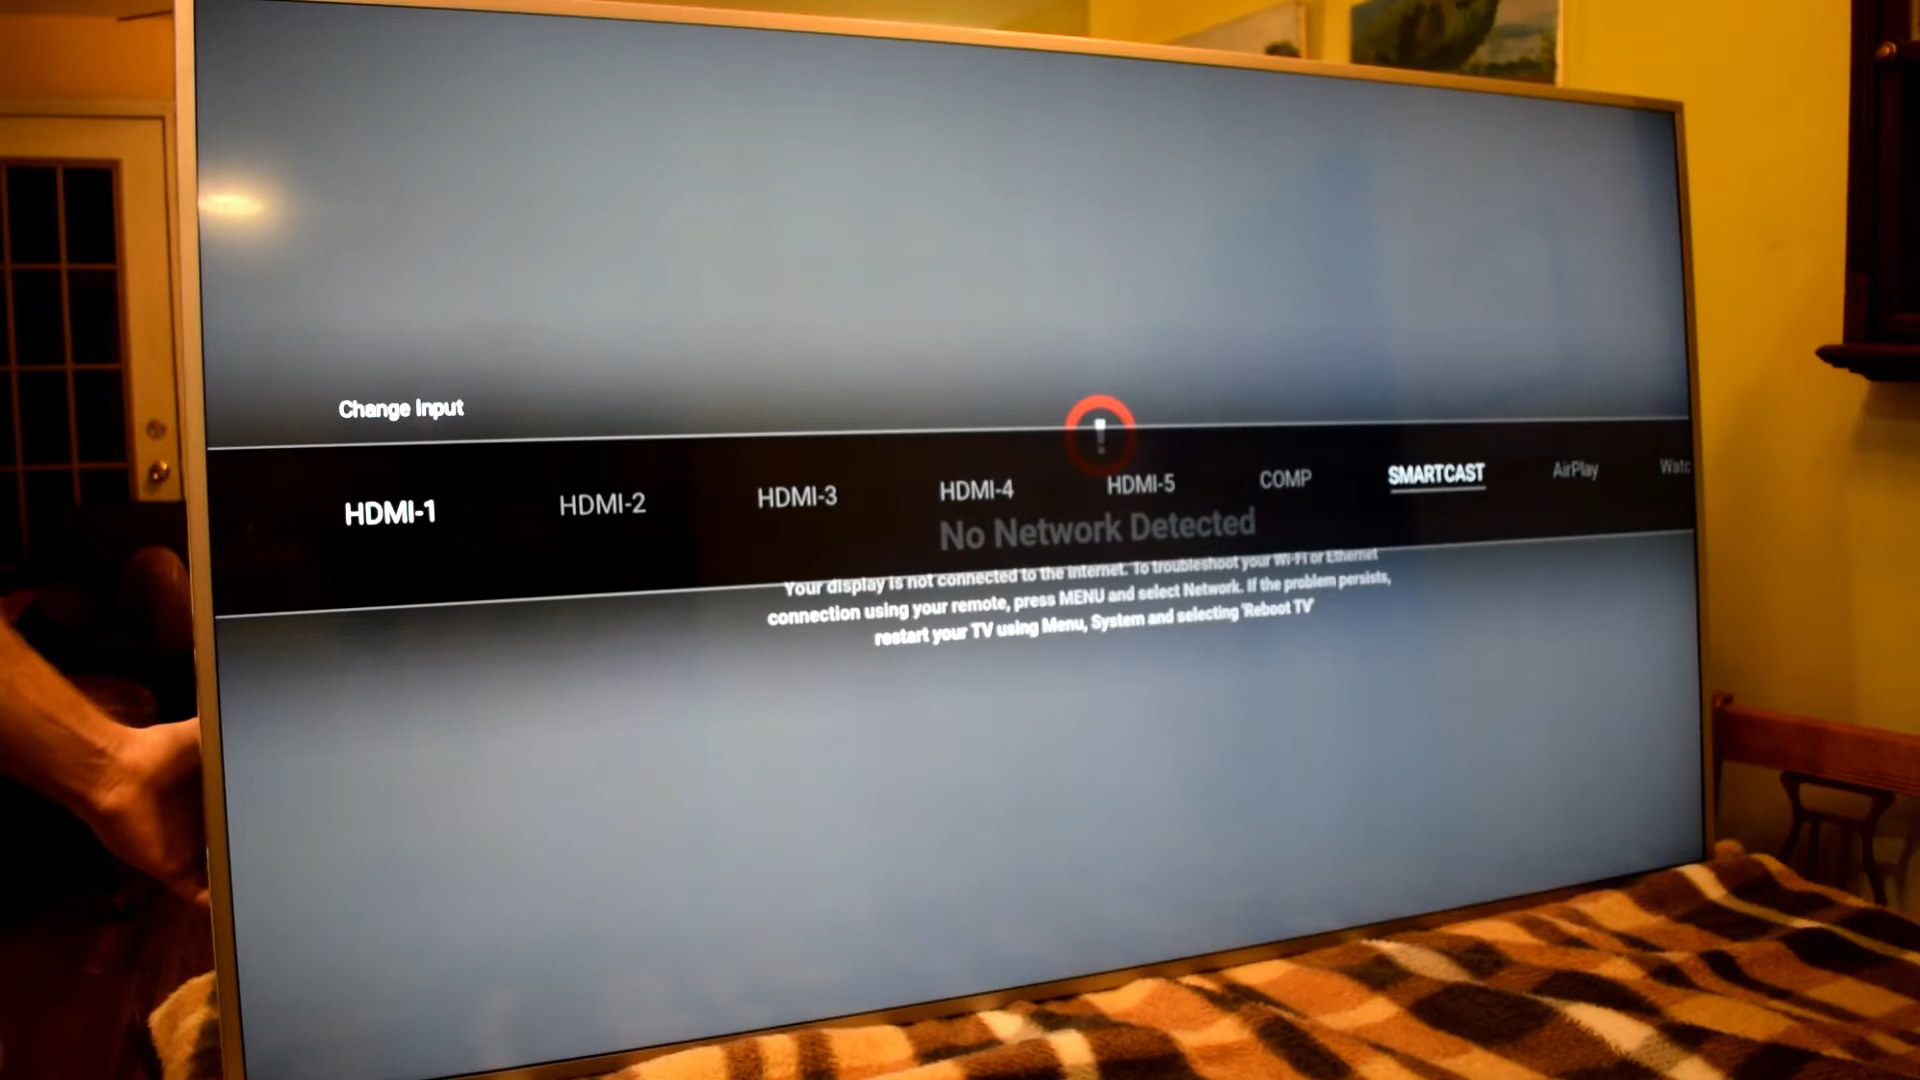 Change Input
HDMI-1 HDMI-2 HDMI-3 HDMI-4 HDMI-5 COMP SMARTCAST AirPlay Watc
No Network Detected
Your display is not connected to the internet. To troubleshoot your Wi-Fi or Ethernet
connection using your remote, press MENU and select Network. If the problem persists,
restart your TV using Menu, System and selecting 'Reboot TV'